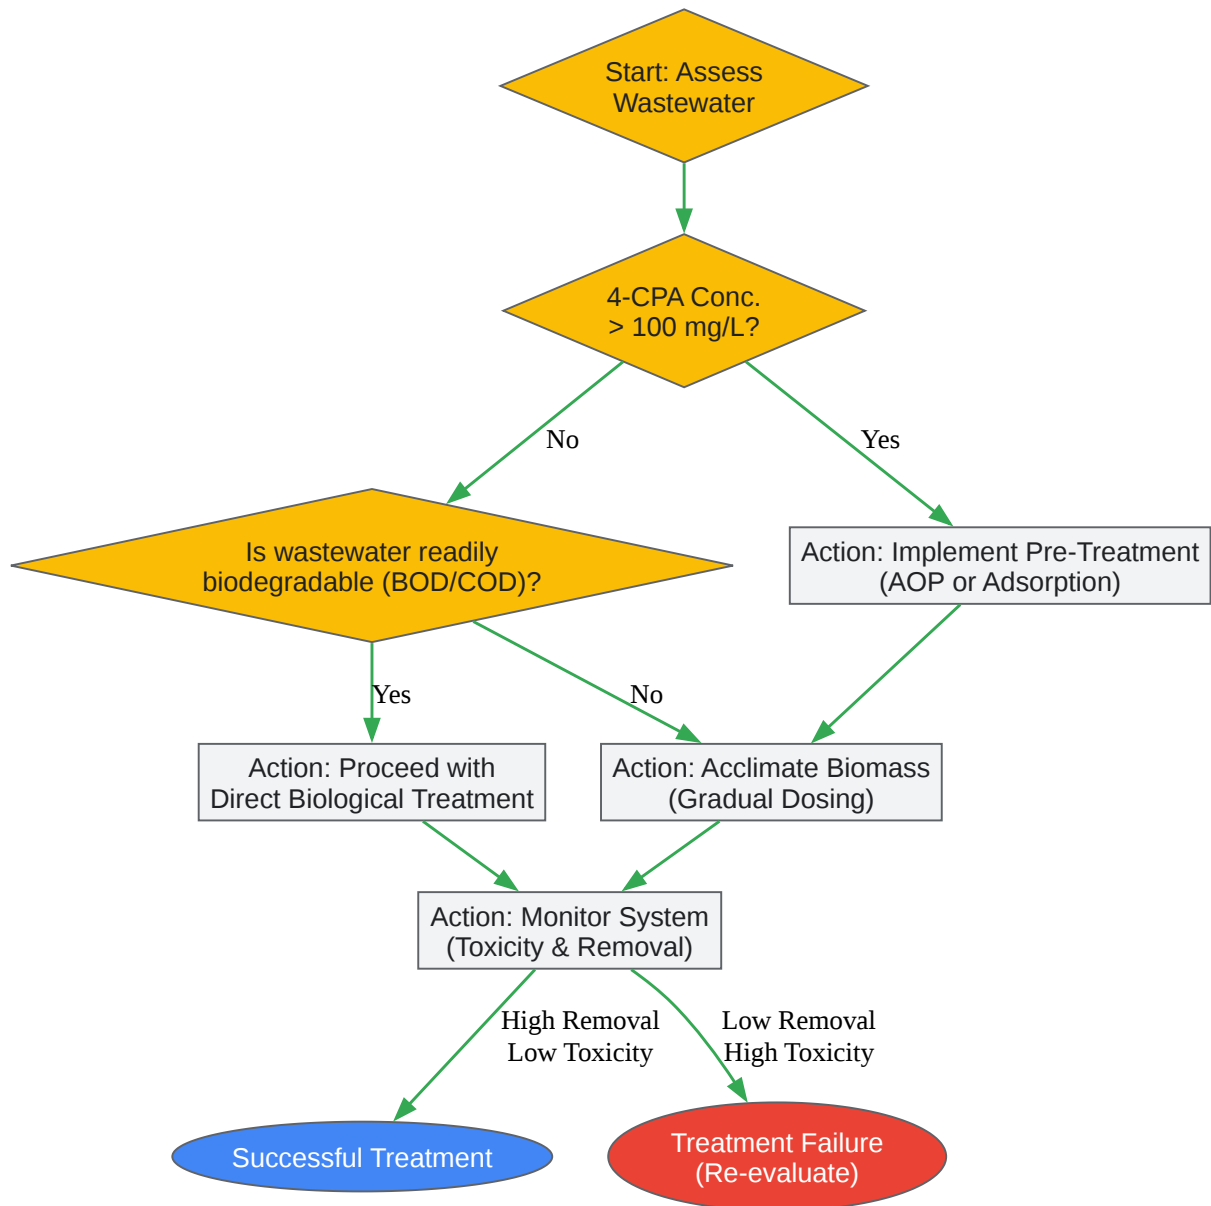 Start: Assess
Wastewater
4-CPA Conc.
> 100 mg/L?
No
Yes
Is wastewater readily
biodegradable (BOD/COD)?
Action: Implement Pre-Treatment
(AOP or Adsorption)
Yes
No
Action: Proceed with
Direct Biological Treatment
Action: Acclimate Biomass
(Gradual Dosing)
Action: Monitor System
(Toxicity & Removal)
High Removal
Low Toxicity
Low Removal
High Toxicity
Successful Treatment
Treatment Failure
(Re-evaluate)